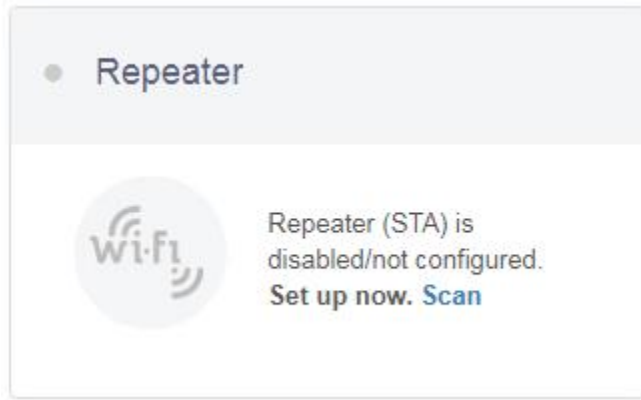 Repeater
Wi-Fi
Repeater (STA) is
disabled/not configured.
Set up now. Scan